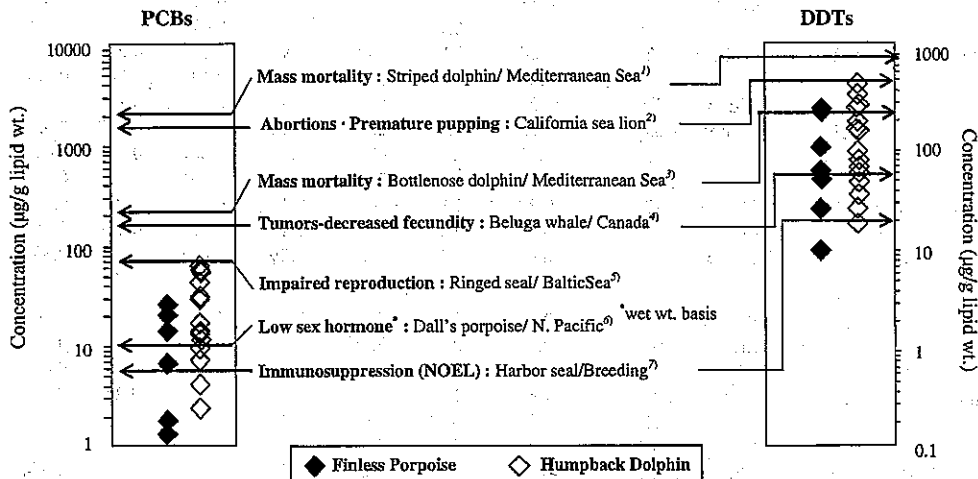 PCBs
DDTs
10000
1000
100
10
1
Concentration (µg/g lipid wt.)
Mass mortality : Striped dolphin/ Mediterranean Sea¹⁾
Abortions · Premature pupping : California sea lion²⁾
Mass mortality : Bottlenose dolphin/ Mediterranean Sea³⁾
Tumors-decreased fecundity : Beluga whale/ Canada⁴⁾
Impaired reproduction : Ringed seal/ BalticSea⁵⁾
Low sex hormone* : Dall's porpoise/ N. Pacific⁶⁾ *wet wt. basis
Immunosuppression (NOEL) : Harbor seal/Breeding⁷⁾
1000
100
10
1
0.1
Concentration (µg/g lipid wt.)
Finless Porpoise
Humpback Dolphin